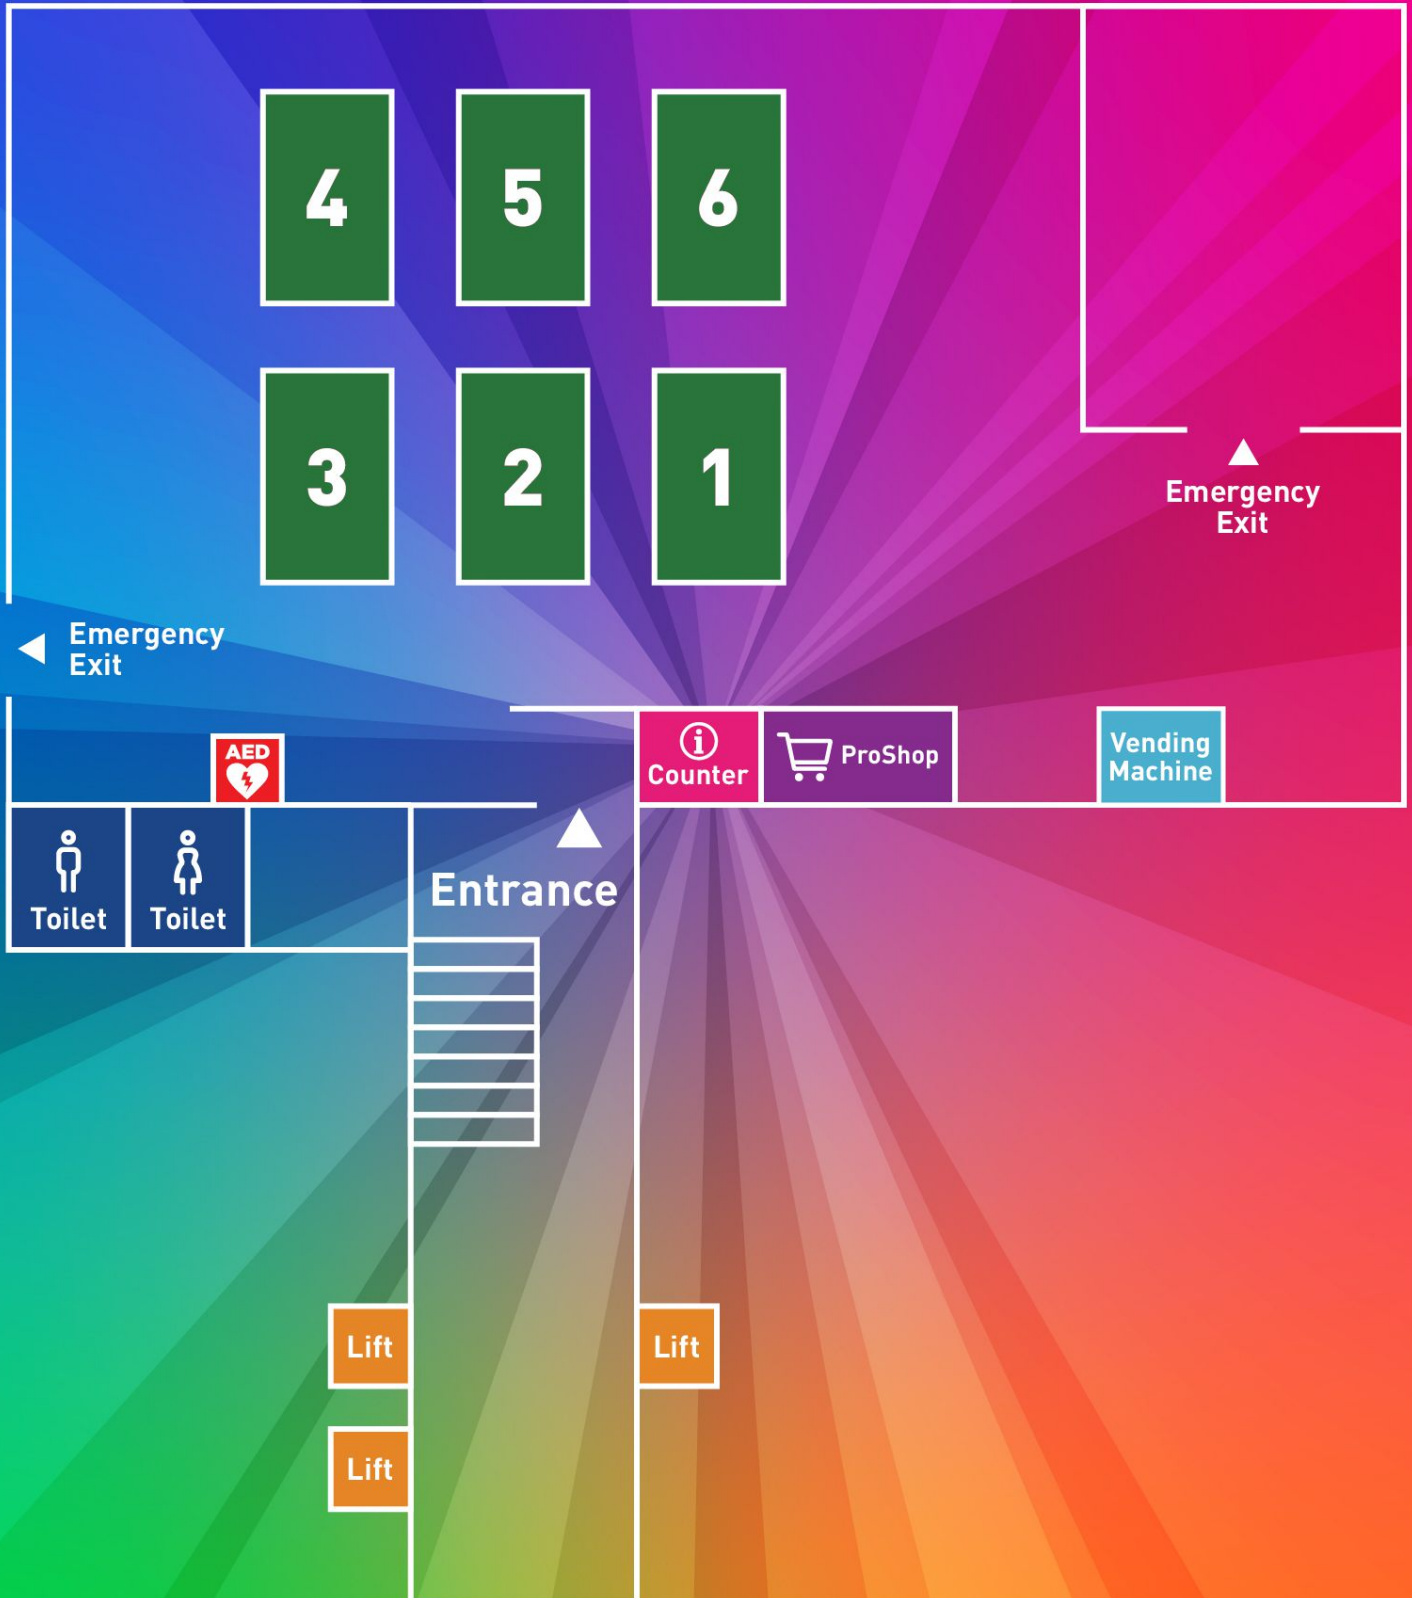 4
5
6
3
2
1
Emergency
Exit
Emergency
Exit
AED
Counter
ProShop
Vending
Machine
Toilet
Toilet
Entrance
Lift
Lift
Lift